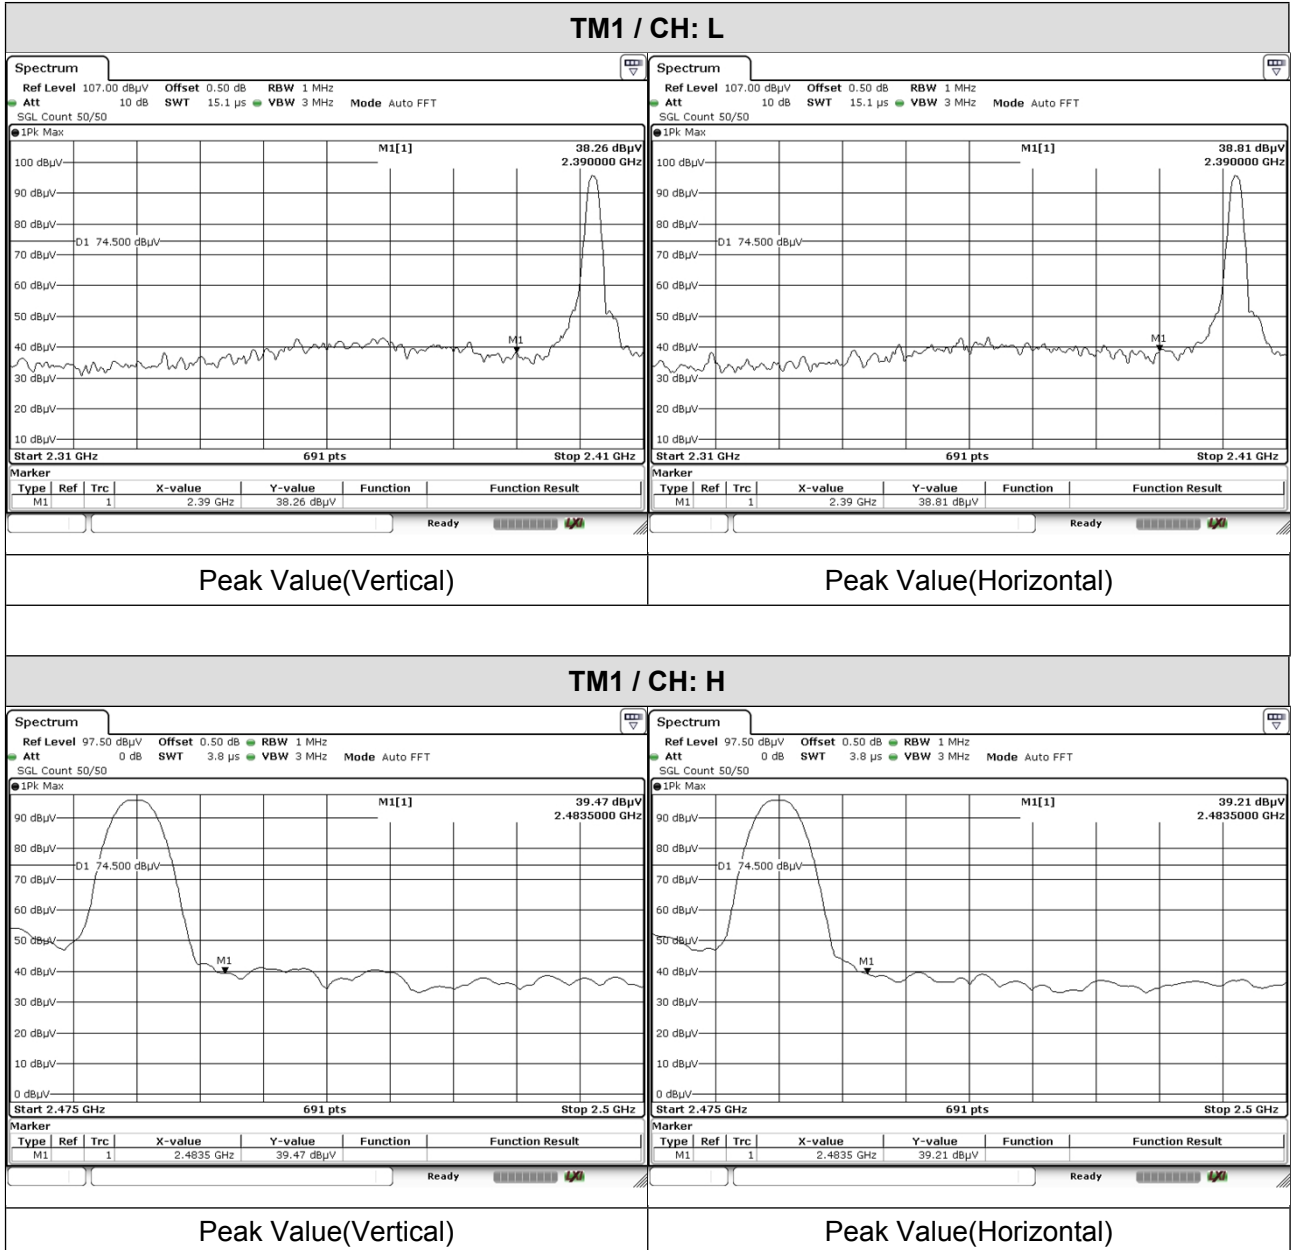 TM1 / CH: L
Spectrum
Ref Level 107.00 dBµV Offset 0.50 dB RBW 1 MHz
Att 10 dB SWT 15.1 µs VBW 3 MHz Mode Auto FFT
SGL Count 50/50
1Pk Max
M1[1] 38.26 dBµV
2.390000 GHz
100 dBµV
90 dBµV
80 dBµV
D1 74.500 dBµV
70 dBµV
60 dBµV
50 dBµV
M1
40 dBµV
30 dBµV
20 dBµV
10 dBµV
Start 2.31 GHz 691 pts Stop 2.41 GHz
Marker
Type Ref Trc X-value Y-value Function Function Result
M1 1 2.39 GHz 38.26 dBµV
Ready LXI
Peak Value(Vertical)
Spectrum
Ref Level 107.00 dBµV Offset 0.50 dB RBW 1 MHz
Att 10 dB SWT 15.1 µs VBW 3 MHz Mode Auto FFT
SGL Count 50/50
1Pk Max
M1[1] 38.81 dBµV
2.390000 GHz
100 dBµV
90 dBµV
80 dBµV
D1 74.500 dBµV
70 dBµV
60 dBµV
50 dBµV
M1
40 dBµV
30 dBµV
20 dBµV
10 dBµV
Start 2.31 GHz 691 pts Stop 2.41 GHz
Marker
Type Ref Trc X-value Y-value Function Function Result
M1 1 2.39 GHz 38.81 dBµV
Ready LXI
Peak Value(Horizontal)
TM1 / CH: H
Spectrum
Ref Level 97.50 dBµV Offset 0.50 dB RBW 1 MHz
Att 0 dB SWT 3.8 µs VBW 3 MHz Mode Auto FFT
SGL Count 50/50
1Pk Max
M1[1] 39.47 dBµV
2.4835000 GHz
90 dBµV
80 dBµV
D1 74.500 dBµV
70 dBµV
60 dBµV
50 dBµV
M1
40 dBµV
30 dBµV
20 dBµV
10 dBµV
0 dBµV
Start 2.475 GHz 691 pts Stop 2.5 GHz
Marker
Type Ref Trc X-value Y-value Function Function Result
M1 1 2.4835 GHz 39.47 dBµV
Ready LXI
Peak Value(Vertical)
Spectrum
Ref Level 97.50 dBµV Offset 0.50 dB RBW 1 MHz
Att 0 dB SWT 3.8 µs VBW 3 MHz Mode Auto FFT
SGL Count 50/50
1Pk Max
M1[1] 39.21 dBµV
2.4835000 GHz
90 dBµV
80 dBµV
D1 74.500 dBµV
70 dBµV
60 dBµV
50 dBµV
M1
40 dBµV
30 dBµV
20 dBµV
10 dBµV
0 dBµV
Start 2.475 GHz 691 pts Stop 2.5 GHz
Marker
Type Ref Trc X-value Y-value Function Function Result
M1 1 2.4835 GHz 39.21 dBµV
Ready LXI
Peak Value(Horizontal)